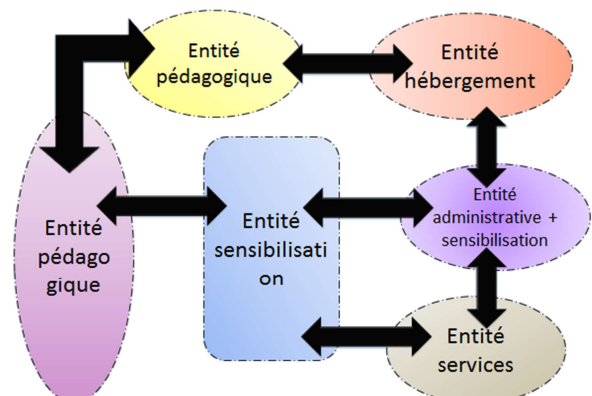 Entité
pédagogique
Entité
hébergement
Entité
pédago
gique
Entité
sensibilisati
on
Entité
administrative +
sensibilisation
Entité
services